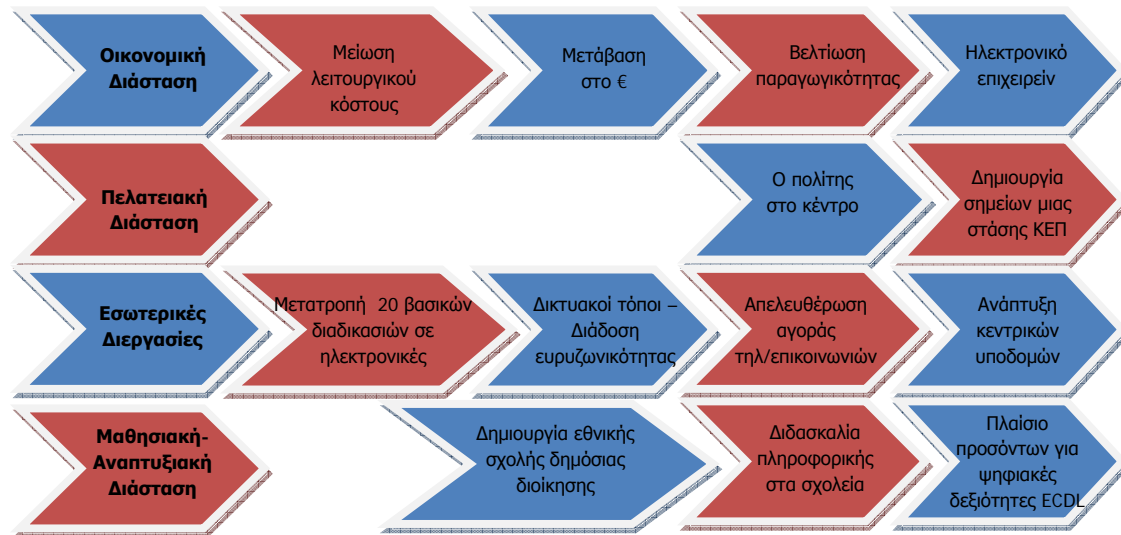 Οικονομική
Διάσταση
Μείωση
λειτουργικού
κόστους
Μετάβαση
στο €
Βελτίωση
παραγωγικότητας
Ηλεκτρονικό
επιχειρείν
Πελατειακή
Διάσταση
Ο πολίτης
στο κέντρο
Δημιουργία
σημείων μιας
στάσης ΚΕΠ
Εσωτερικές
Διεργασίες
Μετατροπή 20 βασικών
διαδικασιών σε
ηλεκτρονικές
Δικτυακοί τόποι –
Διάδοση
ευρυζωνικότητας
Απελευθέρωση
αγοράς
τηλ/επικοινωνιών
Ανάπτυξη
κεντρικών
υποδομών
Μαθησιακή-
Αναπτυξιακή
Διάσταση
Δημιουργία εθνικής
σχολής δημόσιας
διοίκησης
Διδασκαλία
πληροφορικής
στα σχολεία
Πλαίσιο
προσόντων για
ψηφιακές
δεξιότητες ECDL